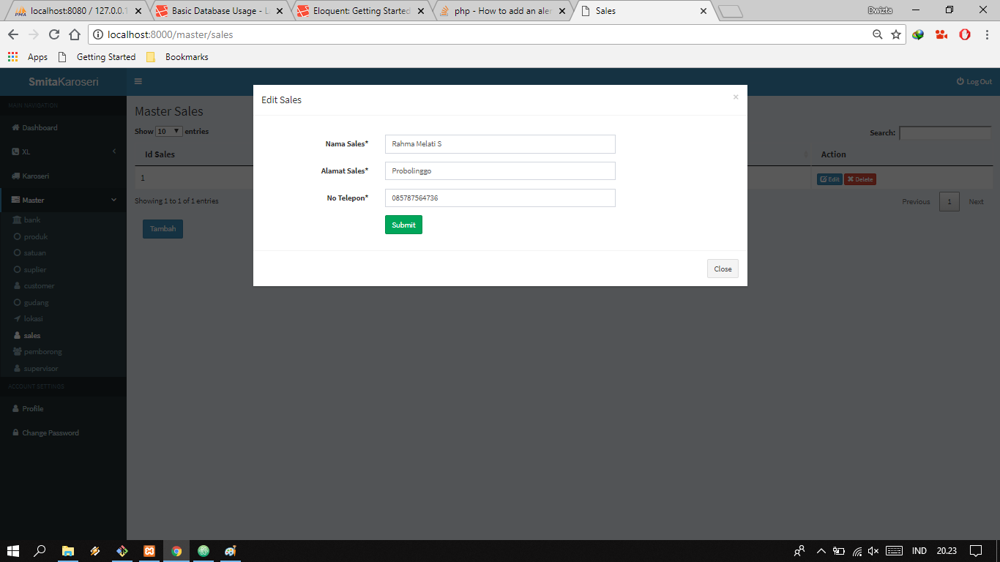 localhost:8080 / 127.0.0.1
Basic Database Usage - L
Eloquent: Getting Started
php - How to add an aler
Sales
Dwizta
localhost:8000/master/sales
Apps
Getting Started
Bookmarks
SmitaKaroseri
Log Out
MAIN NAVIGATION
Dashboard
XL
Karoseri
Master
bank
produk
satuan
suplier
customer
gudang
lokasi
sales
pemborong
supervisor
ACCOUNT SETTINGS
Profile
Change Password
Master Sales
Show 10 entries
Search:
Id Sales
Action
1
Edit
Delete
Showing 1 to 1 of 1 entries
Previous 1 Next
Tambah
Edit Sales
×
Nama Sales* Rahma Melati S
Alamat Sales* Probolinggo
No Telepon* 085787564736
Submit
Close
IND 20.23